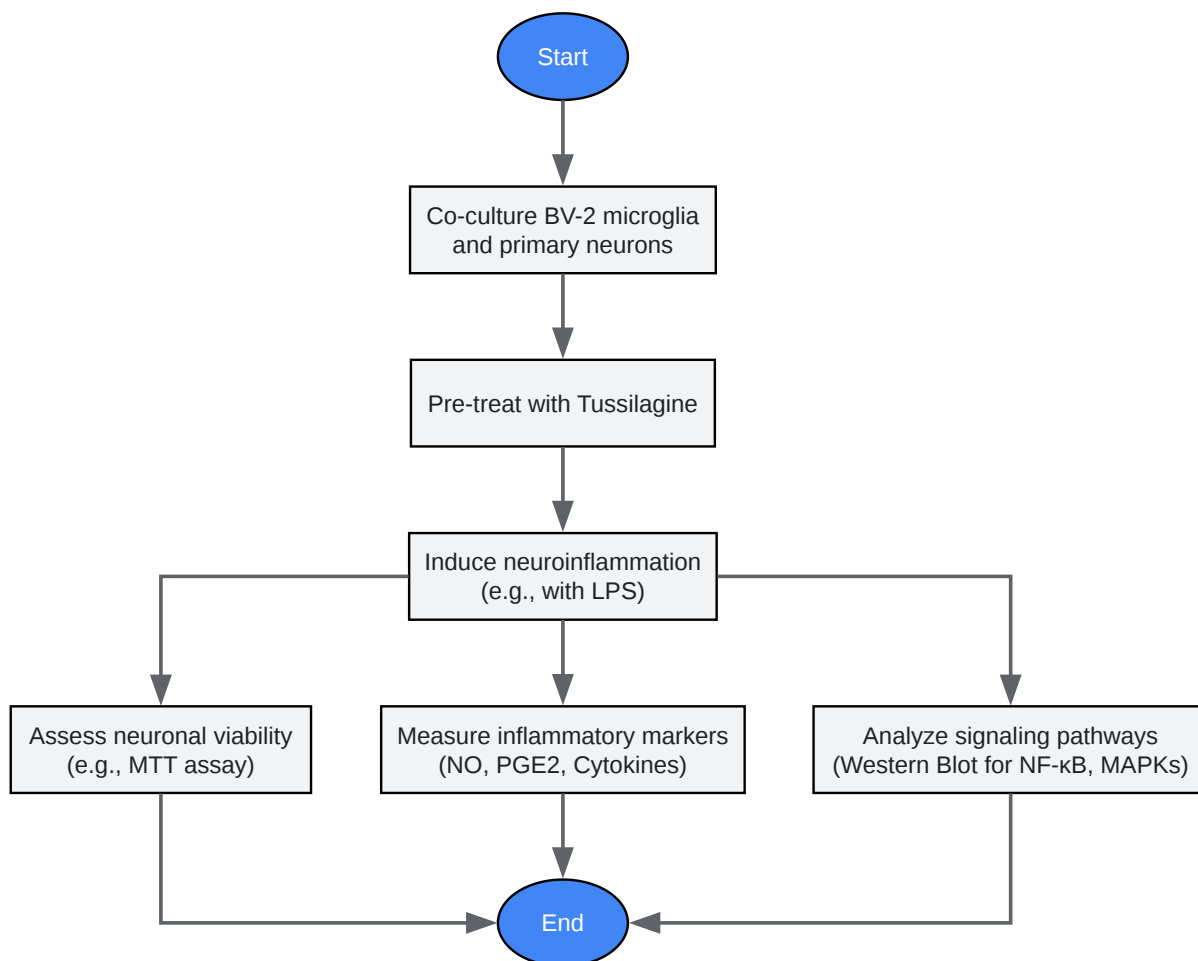 Start
Co-culture BV-2 microglia
and primary neurons
Pre-treat with Tussilagine
Induce neuroinflammation
(e.g., with LPS)
Assess neuronal viability
(e.g., MTT assay)
Measure inflammatory markers
(NO, PGE2, Cytokines)
Analyze signaling pathways
(Western Blot for NF-κB, MAPKs)
End